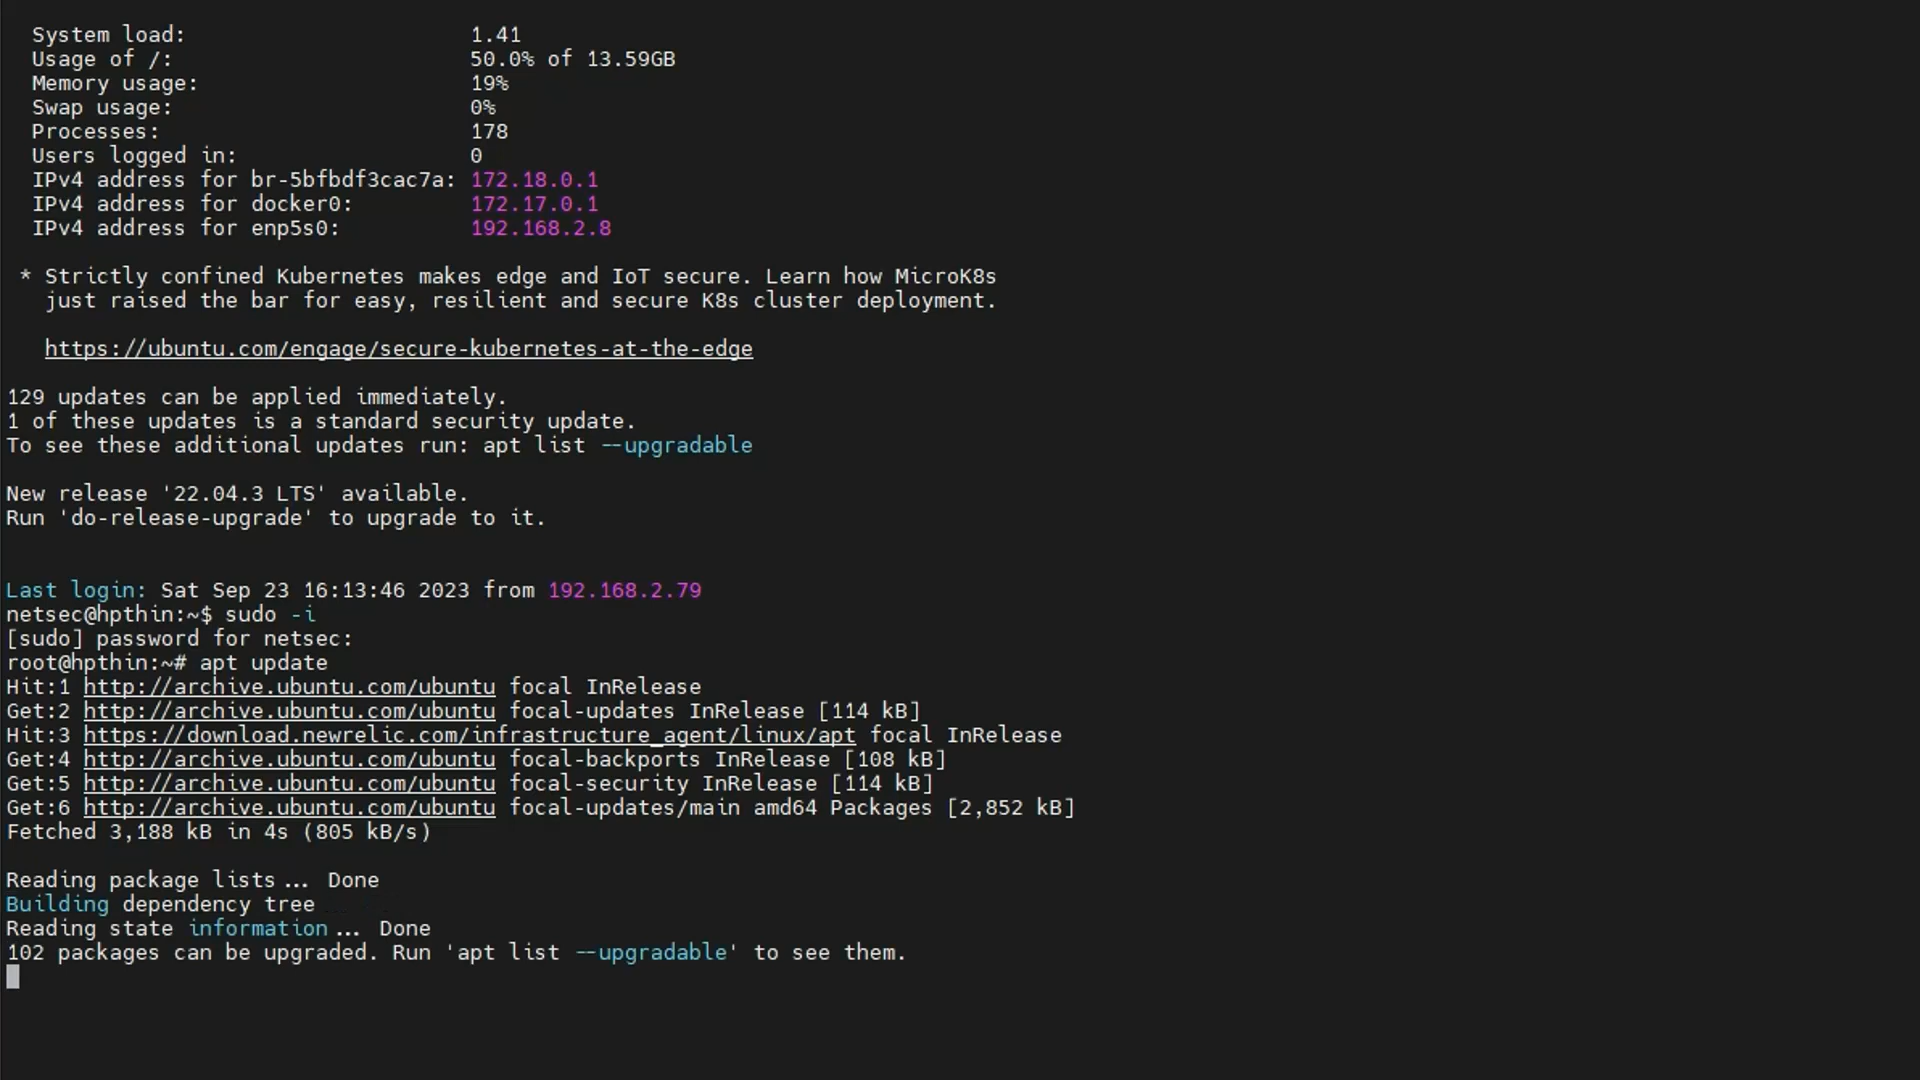 System load: 1.41
Usage of /: 50.0% of 13.59GB
Memory usage: 19%
Swap usage: 0%
Processes: 178
Users logged in: 0
IPv4 address for br-5bfbdf3cac7a: 172.18.0.1
IPv4 address for docker0: 172.17.0.1
IPv4 address for enp5s0: 192.168.2.8
* Strictly confined Kubernetes makes edge and IoT secure. Learn how MicroK8s
just raised the bar for easy, resilient and secure K8s cluster deployment.
https://ubuntu.com/engage/secure-kubernetes-at-the-edge
129 updates can be applied immediately.
1 of these updates is a standard security update.
To see these additional updates run: apt list --upgradable
New release '22.04.3 LTS' available.
Run 'do-release-upgrade' to upgrade to it.
Last login: Sat Sep 23 16:13:46 2023 from 192.168.2.79
netsec@hpthin:~$ sudo -i
[sudo] password for netsec:
root@hpthin:~# apt update
Hit:1 http://archive.ubuntu.com/ubuntu focal InRelease
Get:2 http://archive.ubuntu.com/ubuntu focal-updates InRelease [114 kB]
Hit:3 https://download.newrelic.com/infrastructure_agent/linux/apt focal InRelease
Get:4 http://archive.ubuntu.com/ubuntu focal-backports InRelease [108 kB]
Get:5 http://archive.ubuntu.com/ubuntu focal-security InRelease [114 kB]
Get:6 http://archive.ubuntu.com/ubuntu focal-updates/main amd64 Packages [2,852 kB]
Fetched 3,188 kB in 4s (805 kB/s)
Reading package lists... Done
Building dependency tree
Reading state information... Done
102 packages can be upgraded. Run 'apt list --upgradable' to see them.